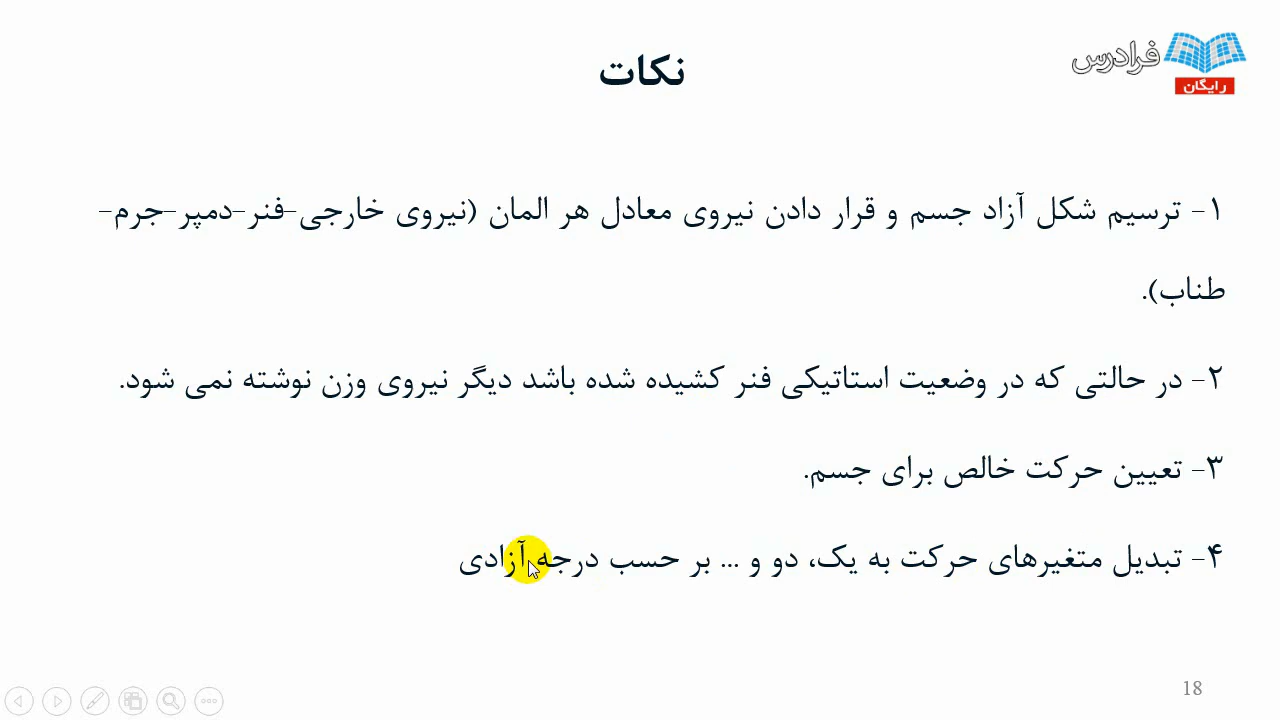 فرادرس
رایگان
نکات
۱- ترسیم شکل آزاد جسم و قرار دادن نیروی معادل هر المان (نیروی خارجی-فنر-دمپر-جرم-
طناب).
۲- در حالتی که در وضعیت استاتیکی فنر کشیده شده باشد دیگر نیروی وزن نوشته نمی شود.
۳- تعیین حرکت خالص برای جسم.
۴- تبدیل متغیرهای حرکت به یک، دو و ... بر حسب درجه آزادی
18